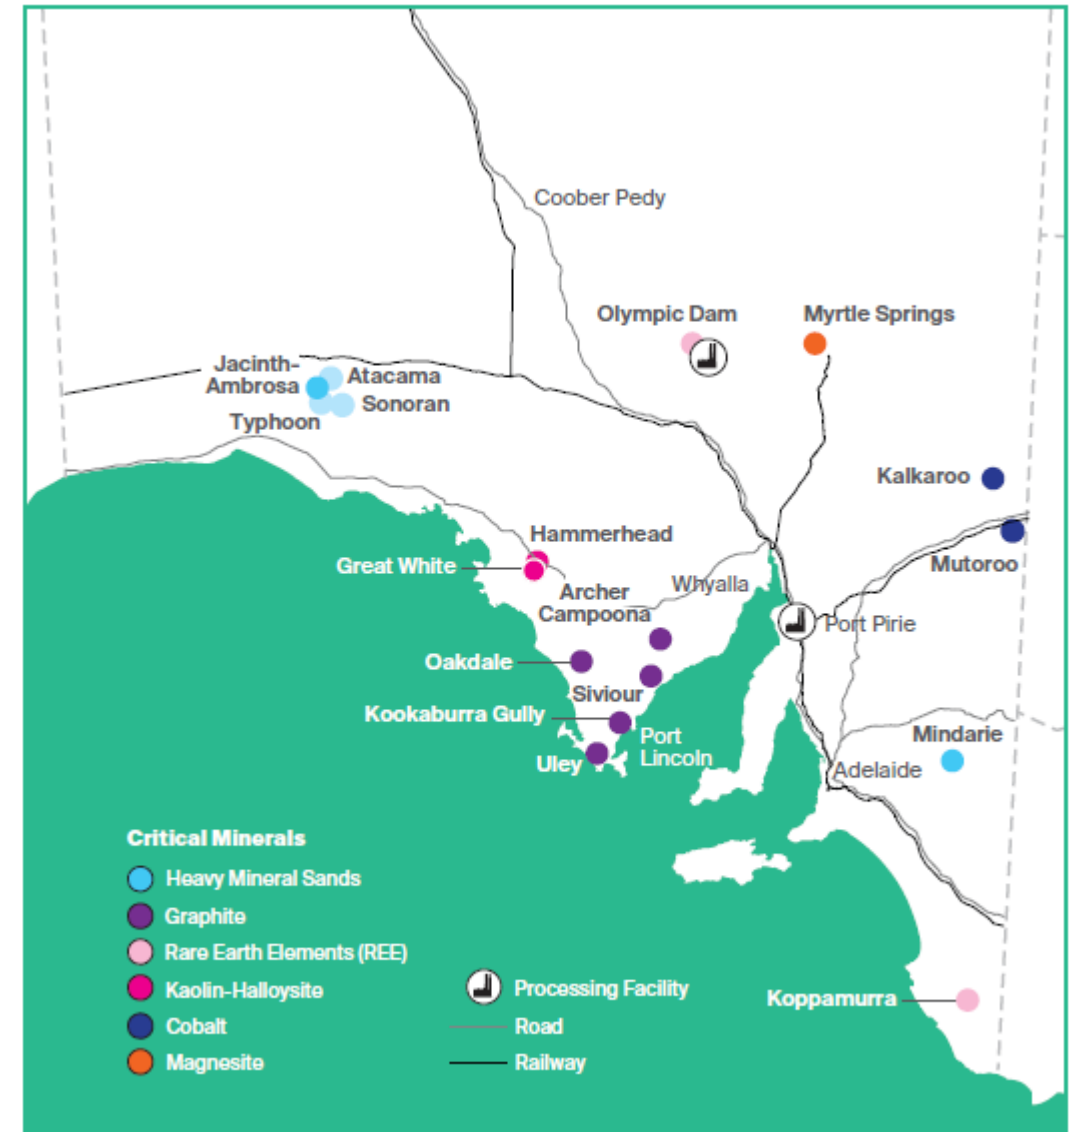 Coober Pedy
Olympic Dam
Myrtle Springs
Jacinth-
Ambrosa
Atacama
Sonoran
Typhoon
Kalkaroo
Hammerhead
Great White
Mutoroo
Whyalla
Archer
Campoona
Port Pirie
Oakdale
Siviour
Kookaburra Gully
Port
Lincoln
Mindarie
Uley
Adelaide
Critical Minerals
Heavy Mineral Sands
Graphite
Rare Earth Elements (REE)
Kaolin-Halloysite
Cobalt
Magnesite
Processing Facility
Road
Railway
Koppamurra